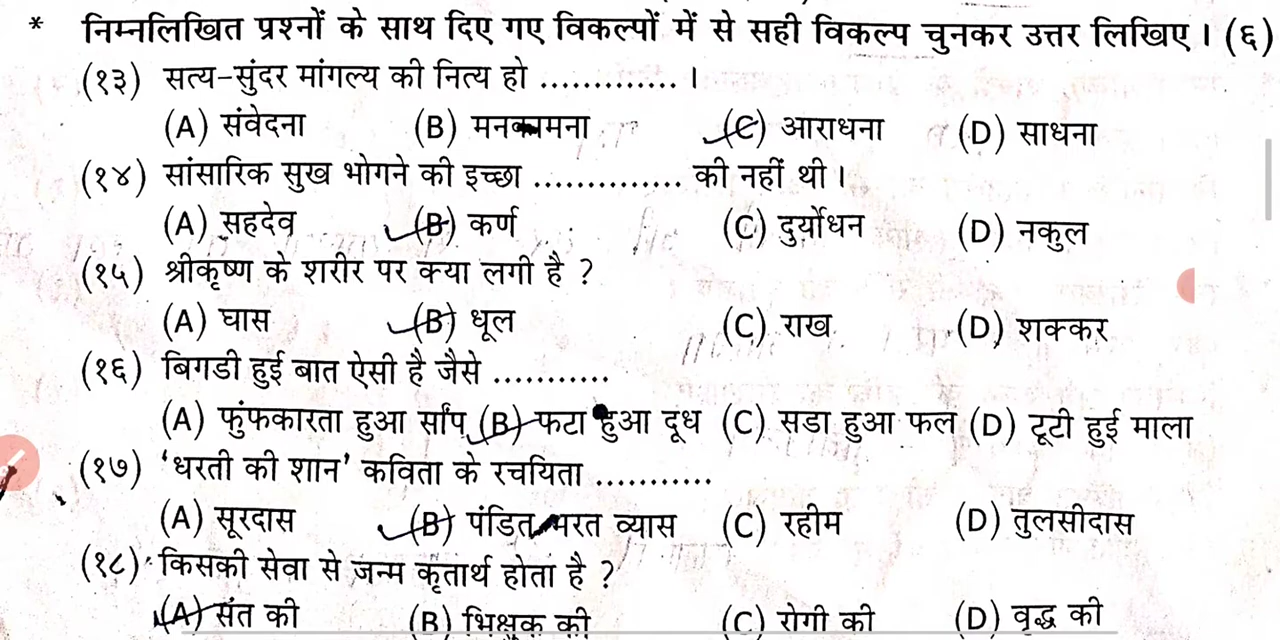 * निम्नलिखित प्रश्नों के साथ दिए गए विकल्पों में से सही विकल्प चुनकर उत्तर लिखिए । (६)
(१३) सत्य-सुंदर मांगल्य की नित्य हो ............. ।
(A) संवेदना (B) मनकामना (C) आराधना (D) साधना
(१४) सांसारिक सुख भोगने की इच्छा .............. की नहीं थी ।
(A) सहदेव (B) कर्ण (C) दुर्योधन (D) नकुल
(१५) श्रीकृष्ण के शरीर पर क्या लगी है ?
(A) घास (B) धूल (C) राख (D) शक्कर
(१६) बिगडी हुई बात ऐसी है जैसे ...........
(A) फुंफकारता हुआ साँप (B) फटा हुआ दूध (C) सडा हुआ फल (D) टूटी हुई माला
(१७) ‘धरती की शान’ कविता के रचयिता ...........
(A) सूरदास (B) पंडित भरत व्यास (C) रहीम (D) तुलसीदास
(१८) किसकी सेवा से जन्म कृतार्थ होता है ?
(A) संत की (B) भिक्षुक की (C) रोगी की (D) वृद्ध की